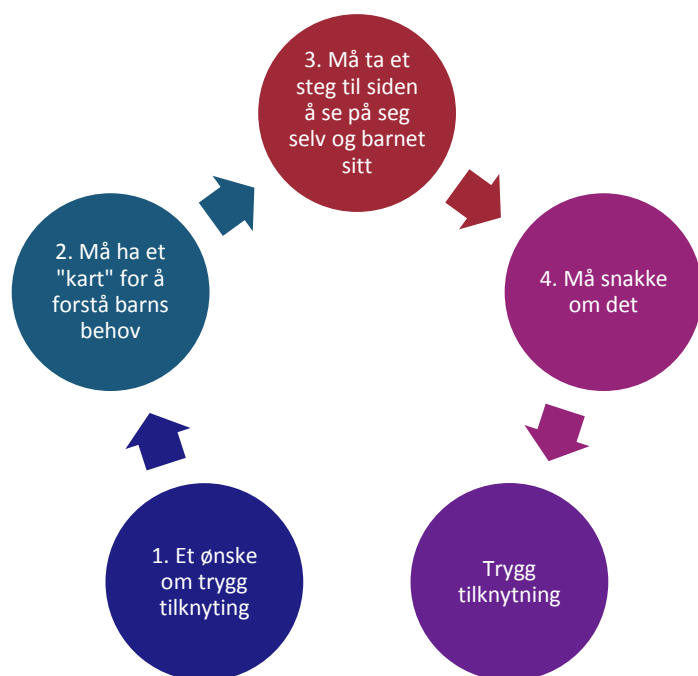 1. Et ønske
om trygg
tilknyting
2. Må ha et
"kart" for å
forstå barns
behov
3. Må ta et
steg til siden
å se på seg
selv og barnet
sitt
4. Må snakke
om det
Trygg
tilknytning